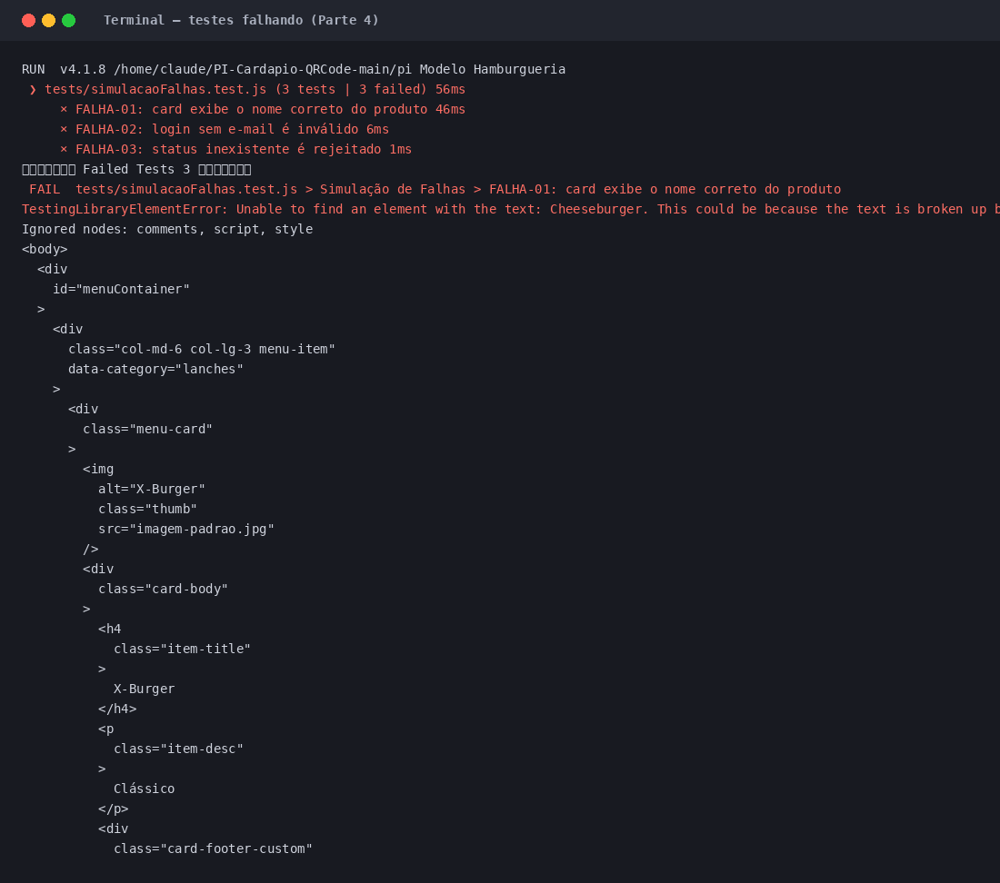 Terminal — testes falhando (Parte 4)
RUN  v4.1.8 /home/claude/PI-Cardapio-QRCode-main/pi Modelo Hamburgueria
❯ tests/simulacaoFalhas.test.js (3 tests | 3 failed) 56ms
× FALHA-01: card exibe o nome correto do produto 46ms
× FALHA-02: login sem e-mail é inválido 6ms
× FALHA-03: status inexistente é rejeitado 1ms
Failed Tests 3
FAIL  tests/simulacaoFalhas.test.js > Simulação de Falhas > FALHA-01: card exibe o nome correto do produto
TestingLibraryElementError: Unable to find an element with the text: Cheeseburger. This could be because the text is broken up
Ignored nodes: comments, script, style
<body>
<div
id="menuContainer"
>
<div
class="col-md-6 col-lg-3 menu-item"
data-category="lanches"
>
<div
class="menu-card"
>
<img
alt="X-Burger"
class="thumb"
src="imagem-padrao.jpg"
/>
<div
class="card-body"
>
<h4
class="item-title"
>
X-Burger
</h4>
<p
class="item-desc"
>
Clássico
</p>
<div
class="card-footer-custom"